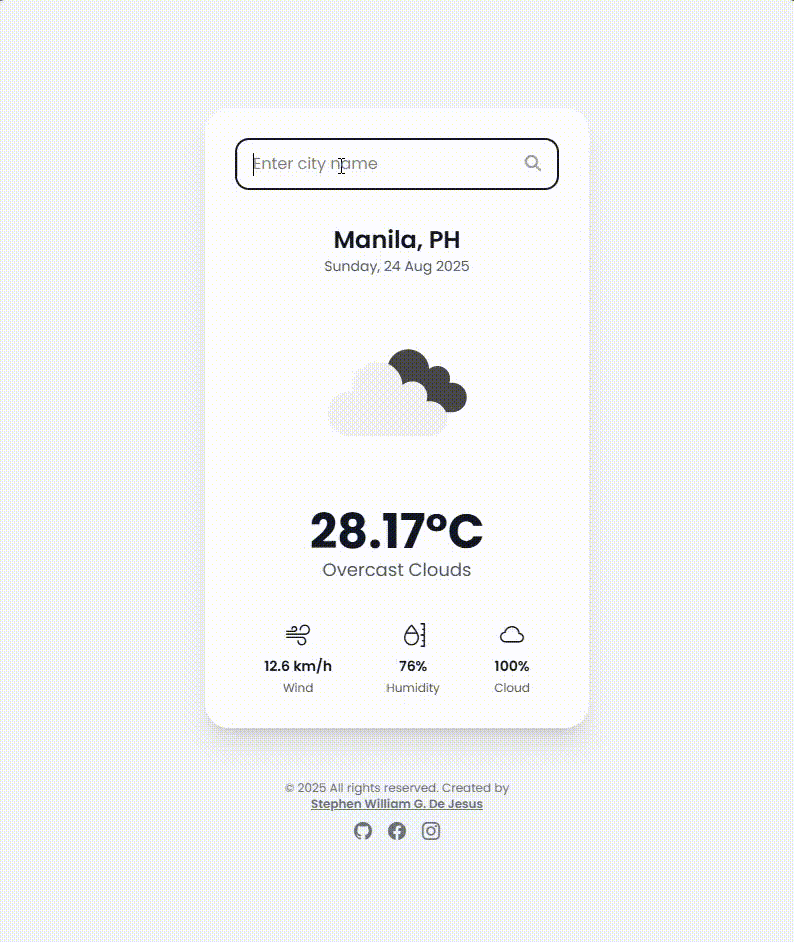 Enter city name
Manila, PH
Sunday, 24 Aug 2025
28.17°C
Overcast Clouds
12.6 km/h 76% 100%
Wind Humidity Cloud
© 2025 All rights reserved. Created by
Stephen William G. De Jesus